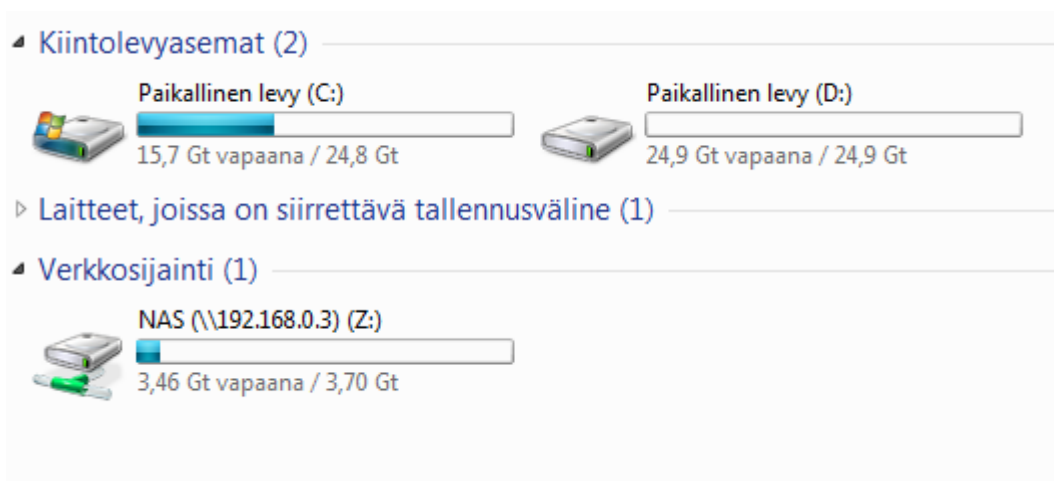 Kiintolevyasemat (2)
Paikallinen levy (C:)
15,7 Gt vapaana / 24,8 Gt
Paikallinen levy (D:)
24,9 Gt vapaana / 24,9 Gt
Laitteet, joissa on siirrettävä tallennusväline (1)
Verkkosijainti (1)
NAS (\\192.168.0.3) (Z:)
3,46 Gt vapaana / 3,70 Gt